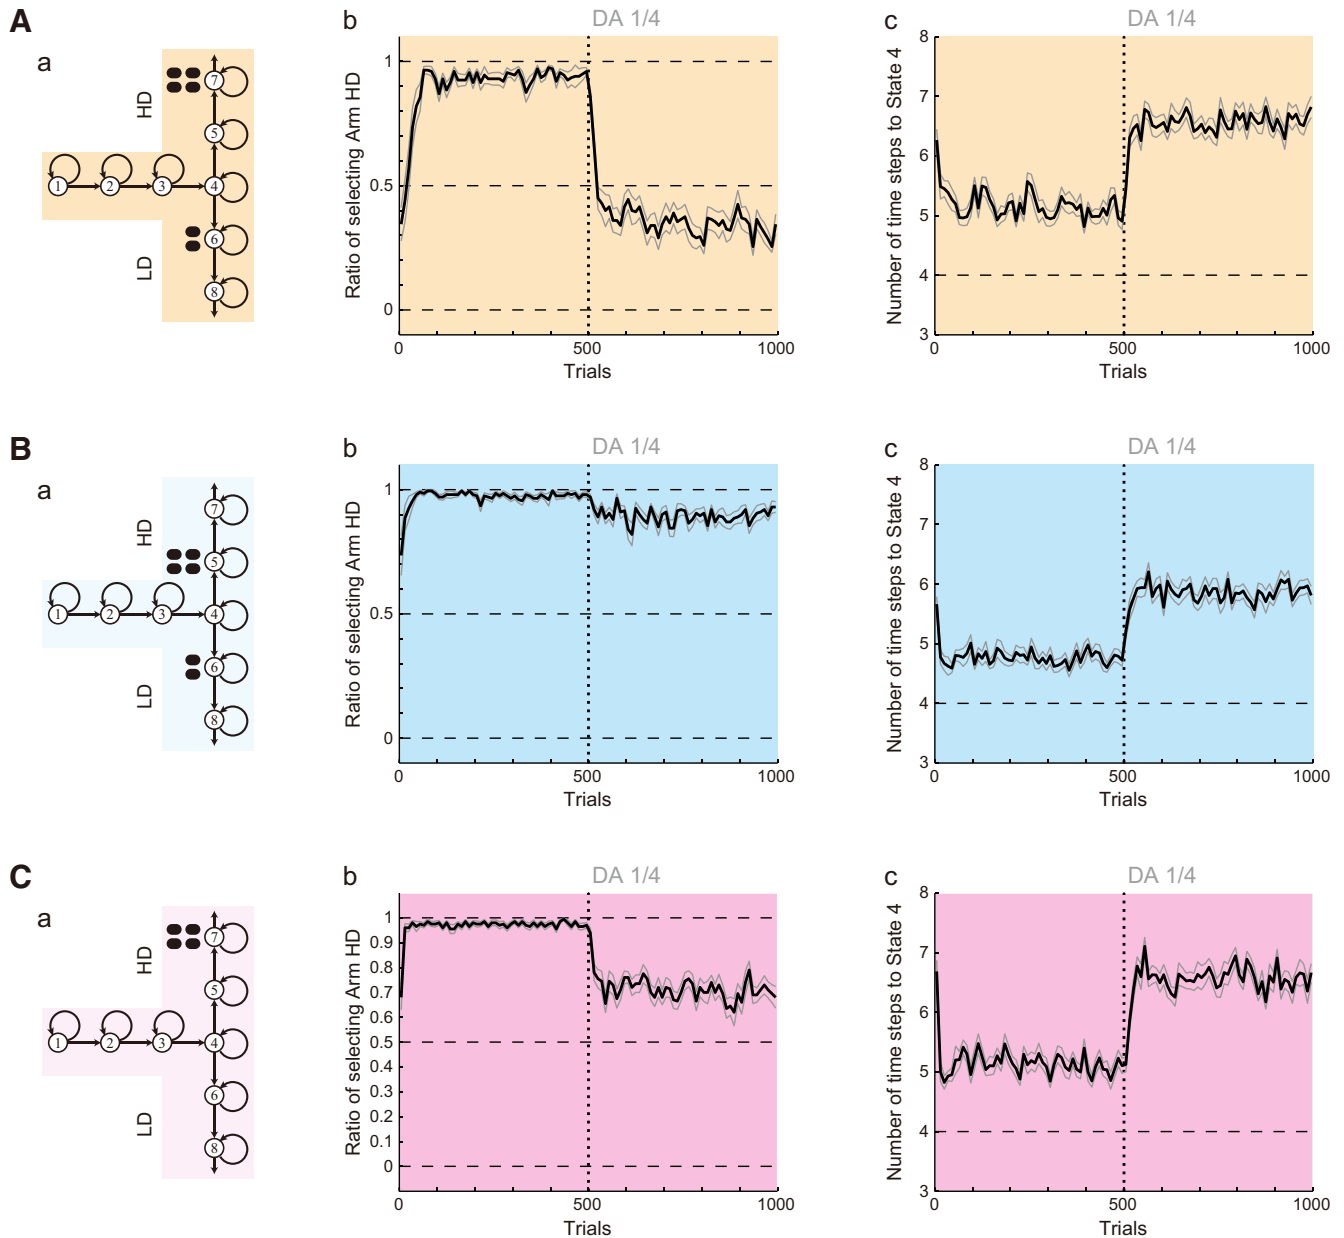 A
a
HD
LD
7
5
1 2 3 4
6
8
b
DA 1/4
Ratio of selecting Arm HD
1
0.5
0
0 500 1000
Trials
c
DA 1/4
Number of time steps to State 4
8
7
6
5
4
3
0 500 1000
Trials
B
a
HD
LD
7
5
1 2 3 4
6
8
b
DA 1/4
Ratio of selecting Arm HD
1
0.5
0
0 500 1000
Trials
c
DA 1/4
Number of time steps to State 4
8
7
6
5
4
3
0 500 1000
Trials
C
a
HD
LD
7
5
1 2 3 4
6
8
b
DA 1/4
Ratio of selecting Arm HD
1
0.9
0.8
0.7
0.6
0.5
0.4
0.3
0.2
0.1
0
0 500 1000
Trials
c
DA 1/4
Number of time steps to State 4
8
7
6
5
4
3
0 500 1000
Trials